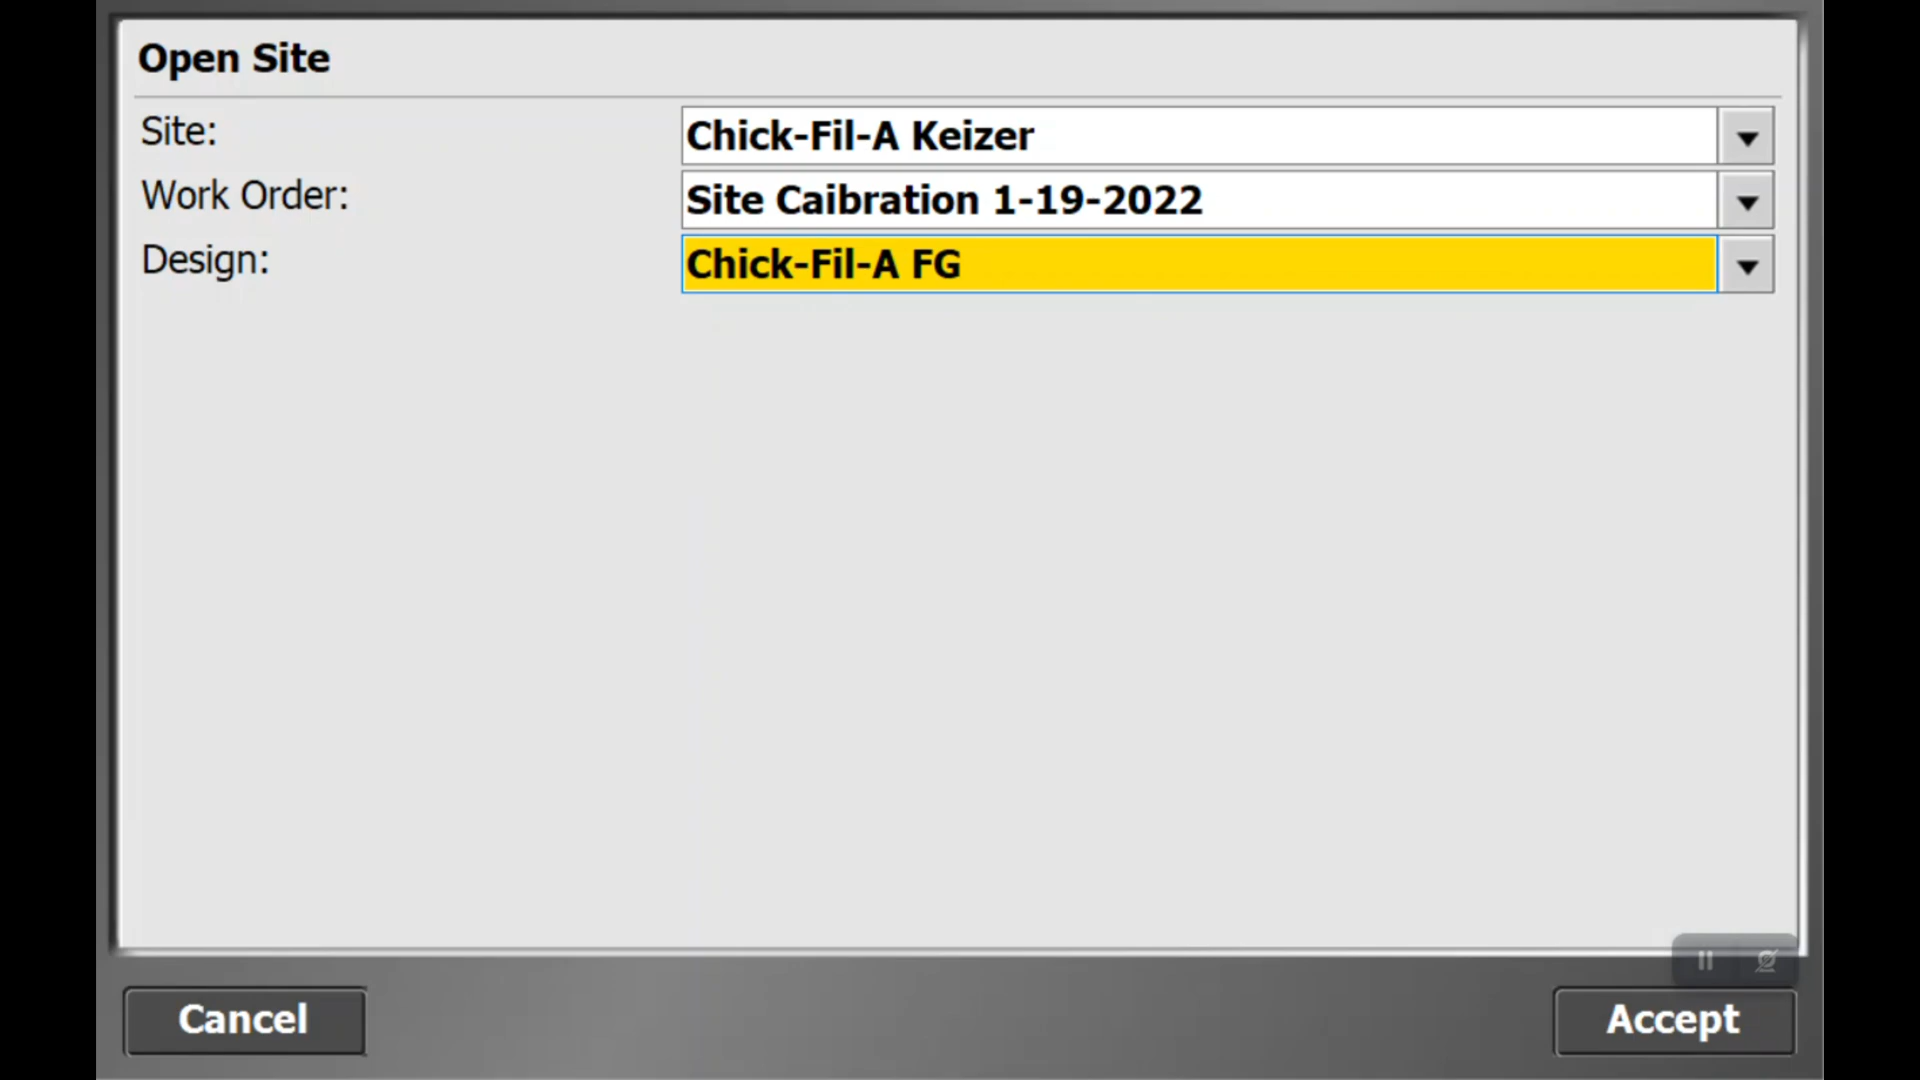 Open Site
Site: Chick-Fil-A Keizer
Work Order: Site Caibration 1-19-2022
Design: Chick-Fil-A FG
Cancel Accept